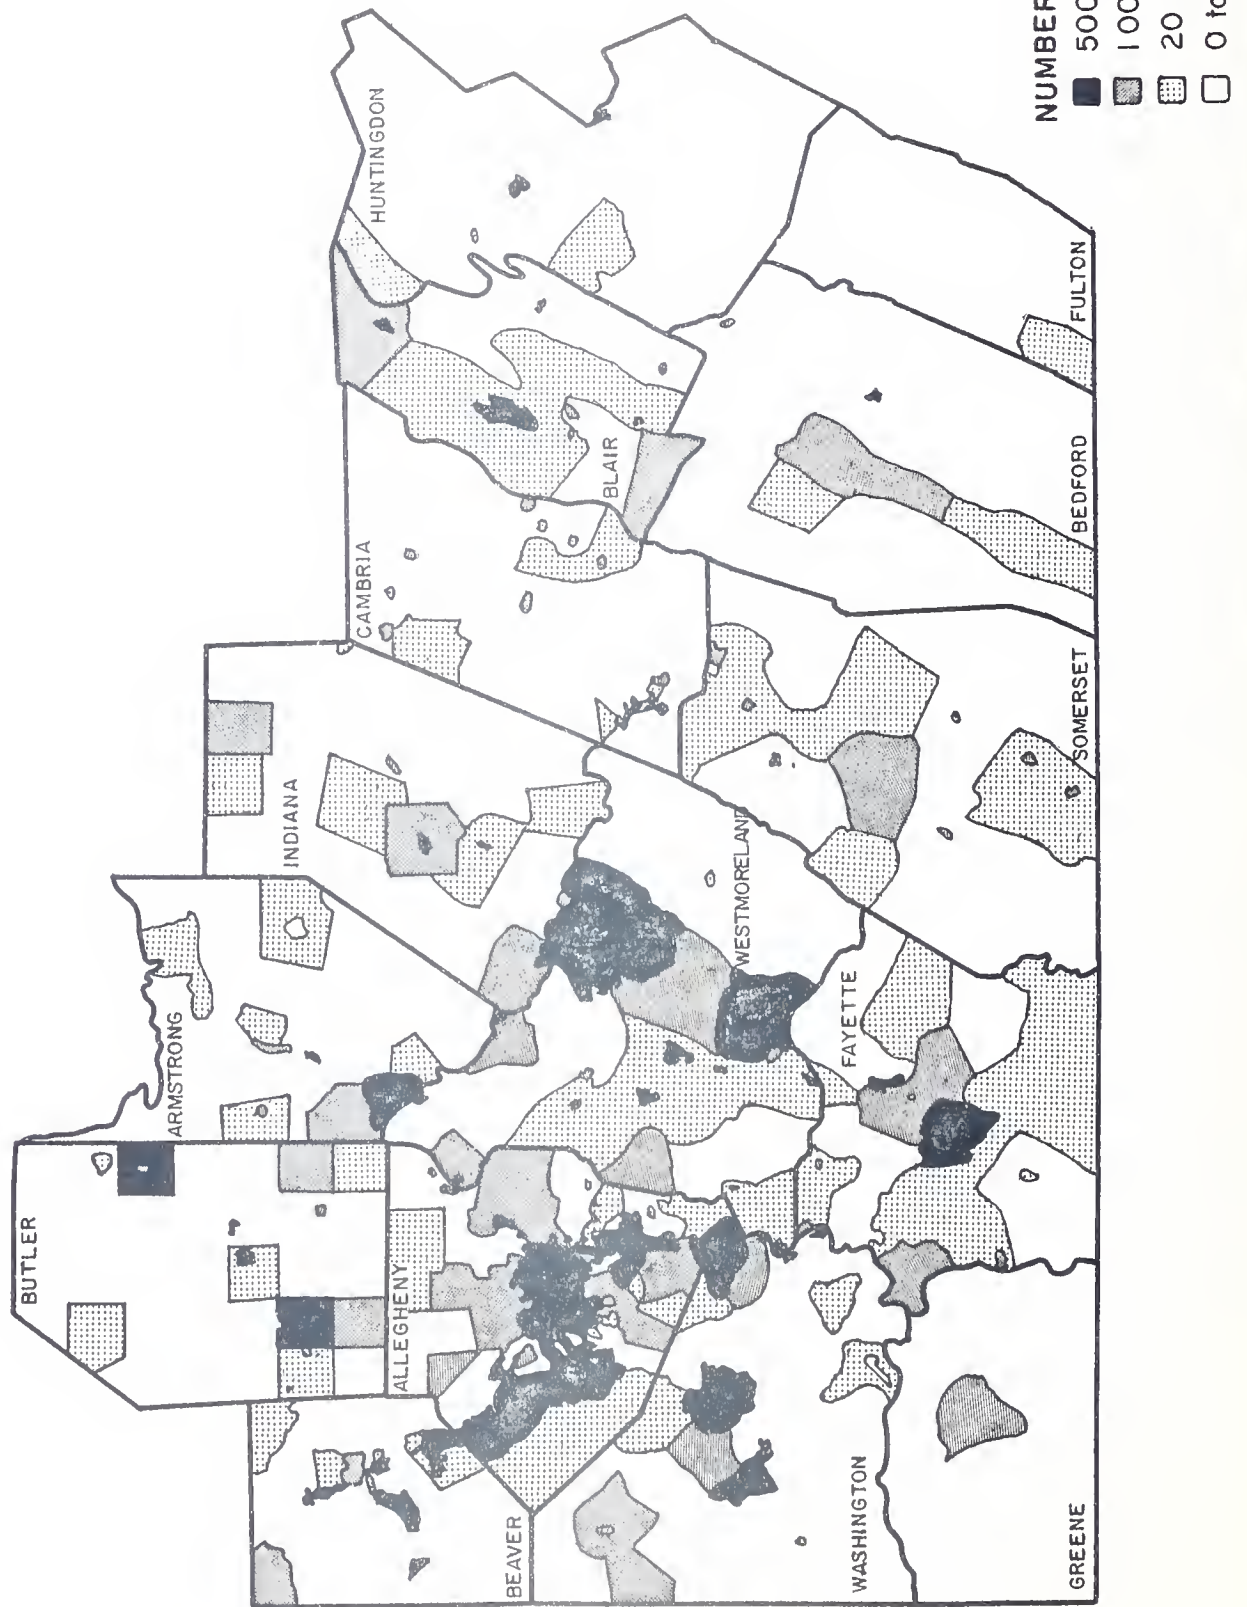 BUTLER
ARMSTRONG
INDIANA
CAMBRIA
HUNTINGDON
ALLEGHENY
BEAVER
BLAIR
WESTMORELAND
FAYETTE
WASHINGTON
GREENE
SOMERSET
BEDFORD
FULTON
NUMBER
500
100
20
0 to